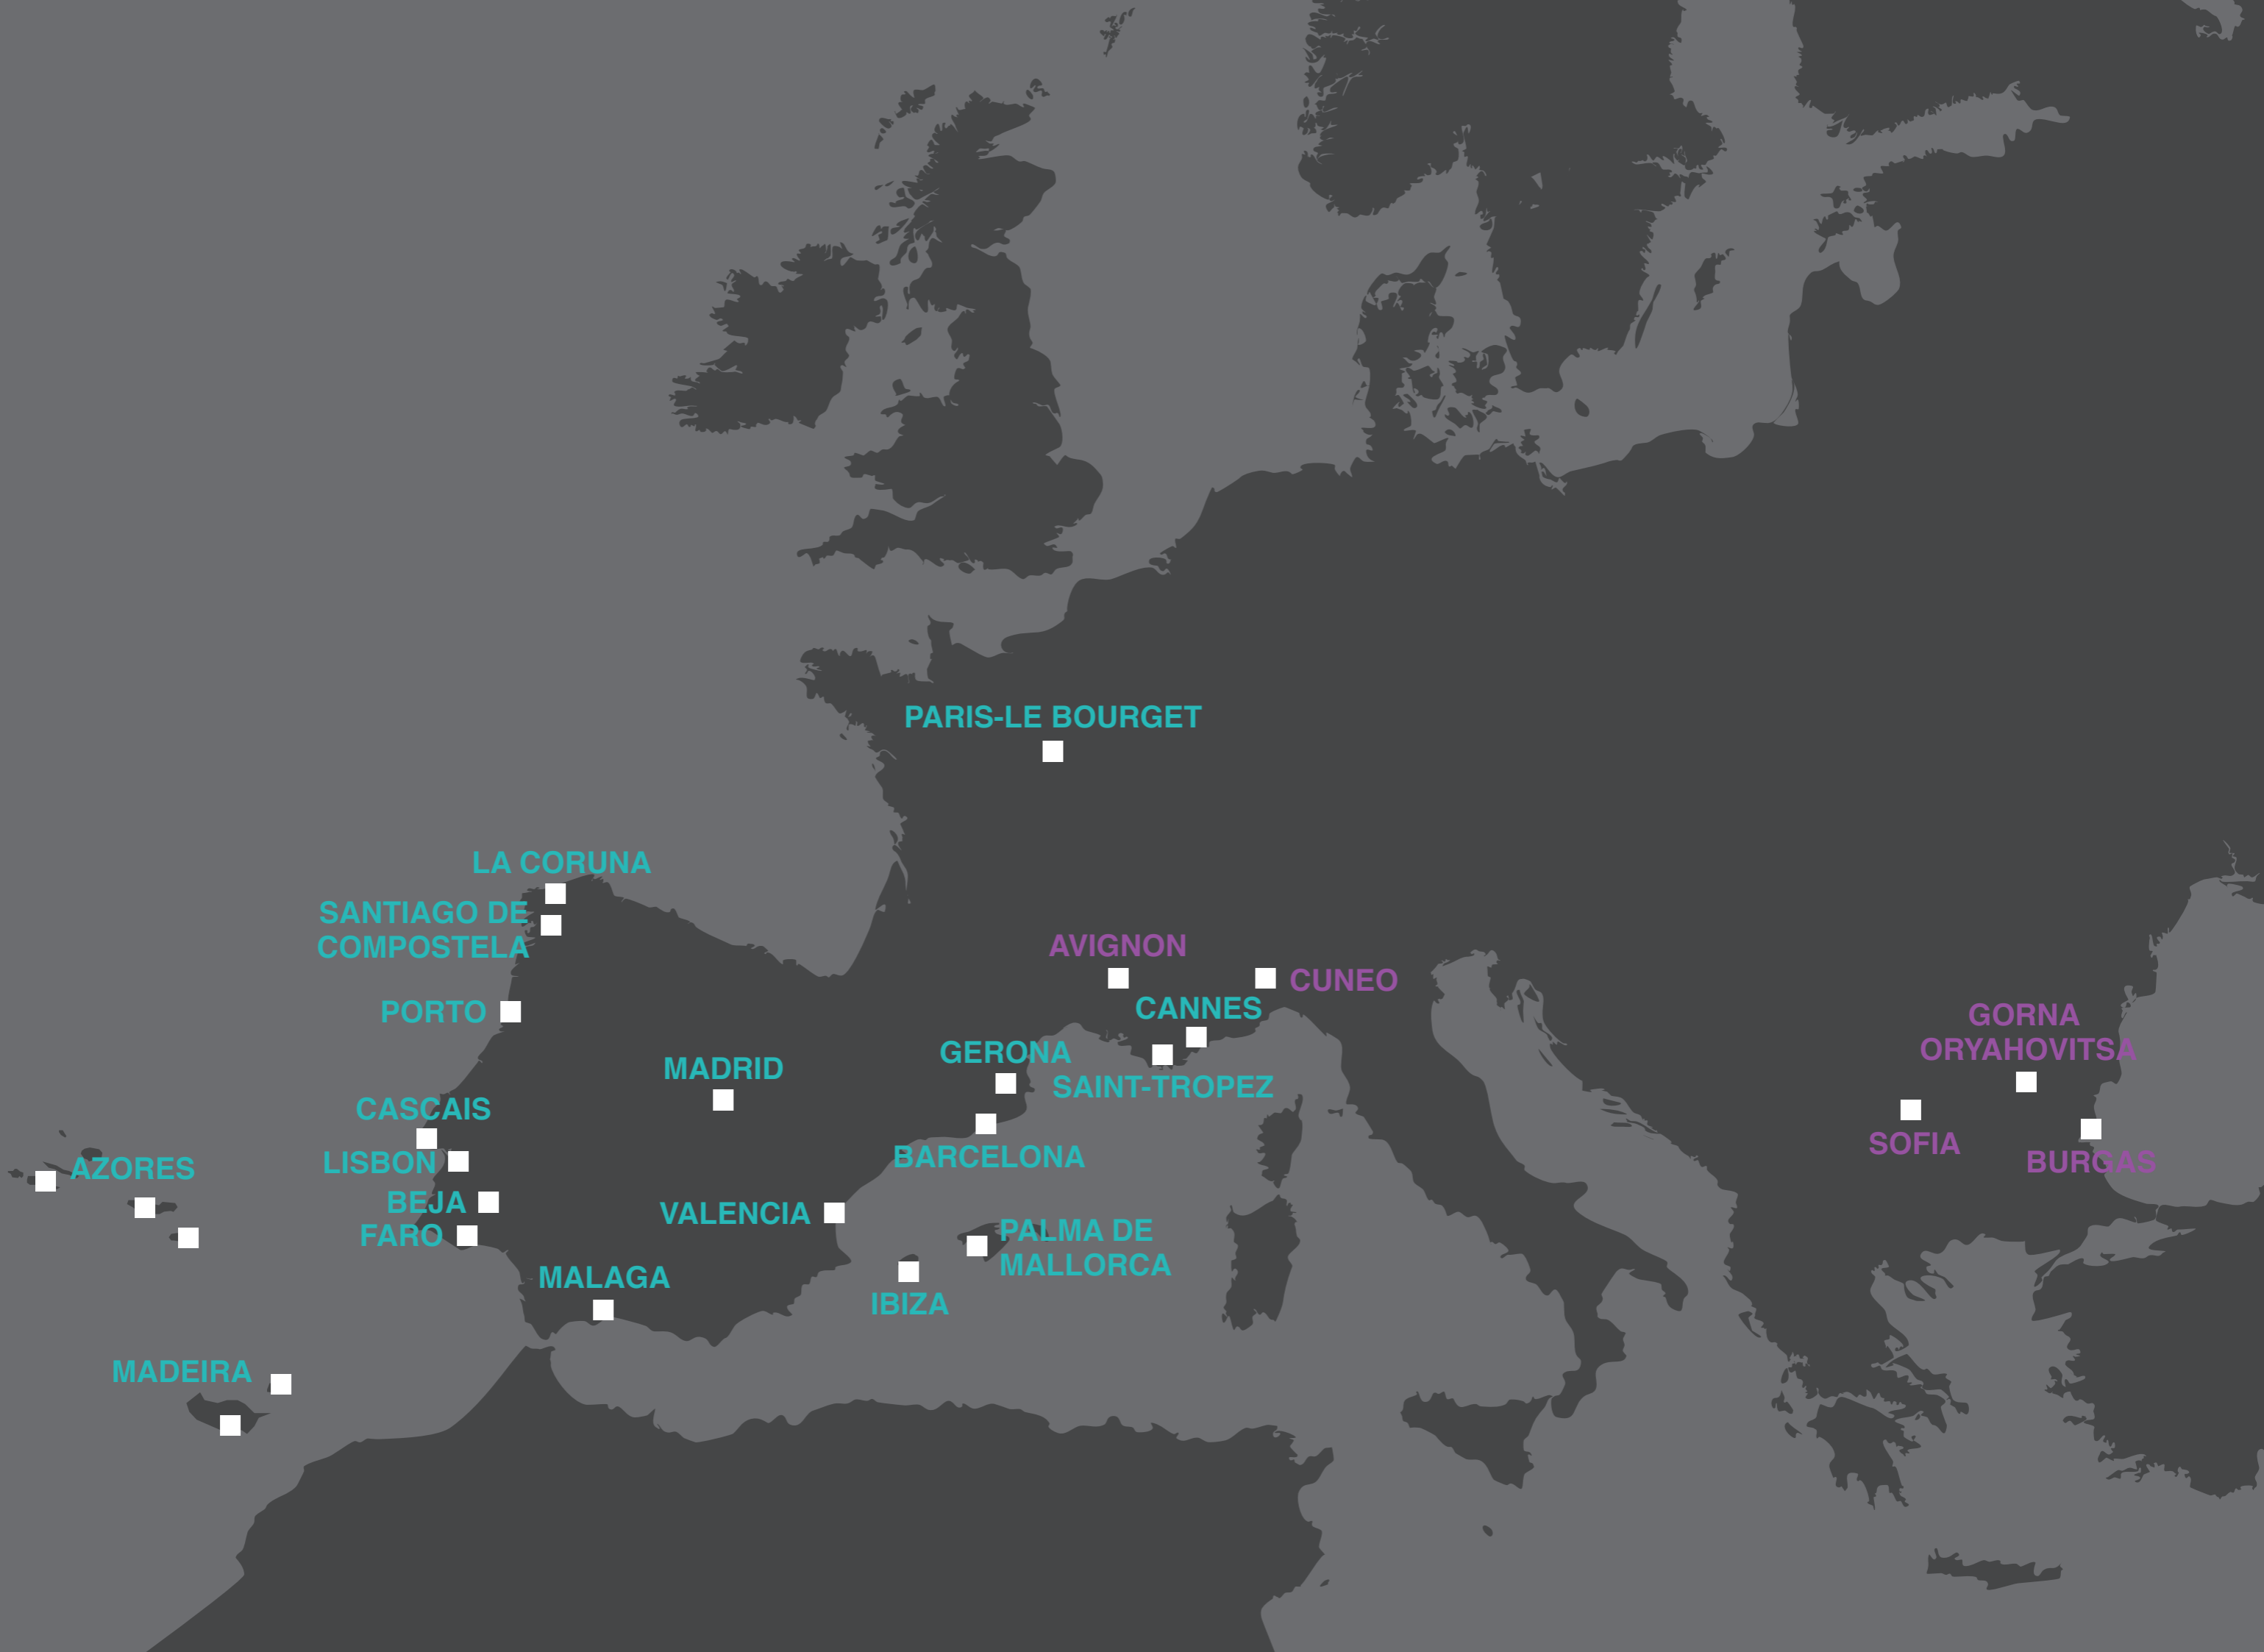 PARIS-LE BOURGET
LA CORUNA
SANTIAGO DE
COMPOSTELA
AVIGNON
CUNEO
PORTO
CANNES
GORNA
ORYAHOVITSA
MADRID
GERONA
SAINT-TROPEZ
CASCAIS
SOFIA
BARCELONA
BURGAS
LISBON
AZORES
BEJA
VALENCIA
FARO
PALMA DE
MALLORCA
MALAGA
IBIZA
MADEIRA